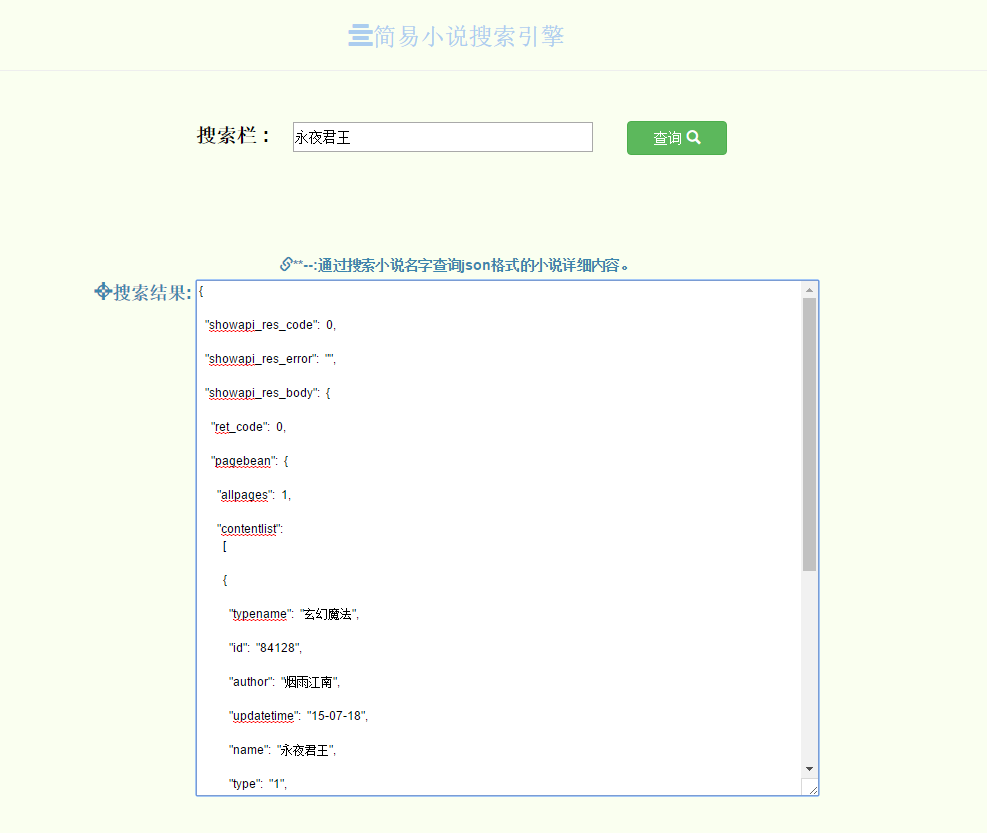 简易小说搜索引擎
搜索栏：
永夜君王
查询
**--:通过搜索小说名字查询json格式的小说详细内容。
搜索结果:
{
"showapi_res_code": 0,
"showapi_res_error": "",
"showapi_res_body": {
"ret_code": 0,
"pagebean": {
"allpages": 1,
"contentlist":
[
{
"typename": "玄幻魔法",
"id": "84128",
"author": "烟雨江南",
"updatetime": "15-07-18",
"name": "永夜君王",
"type": "1",